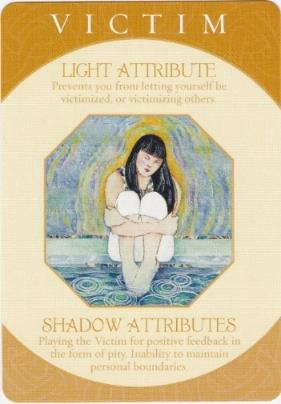 VICTIM
LIGHT ATTRIBUTE
Prevents you from letting yourself be
victimized, or victimizing others.
SHADOW ATTRIBUTES
Playing the Victim for positive feedback in
the form of pity. Inability to maintain
personal boundaries.